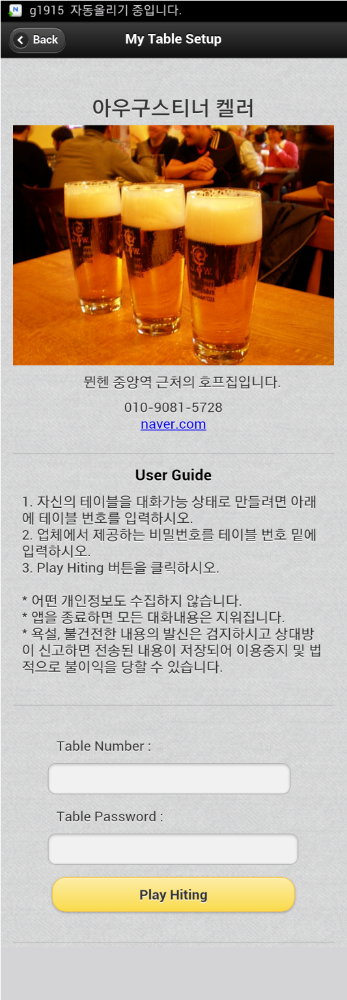 g1915 자동올리기 중입니다.
Back
My Table Setup
아우구스티너 켈러
J.W.
J.W.
J.W.
1328
뮌헨 중앙역 근처의 호프집입니다.
010-9081-5728
naver.com
User Guide
1. 자신의 테이블을 대화가능 상태로 만들려면 아래
에 테이블 번호를 입력하시오.
2. 업체에서 제공하는 비밀번호를 테이블 번호 밑에
입력하시오.
3. Play Hiting 버튼을 클릭하시오.
* 어떤 개인정보도 수집하지 않습니다.
* 앱을 종료하면 모든 대화내용은 지워집니다.
* 욕설, 불건전한 내용의 발신은 검지하시고 상대방
이 신고하면 전송된 내용이 저장되어 이용중지 및 법
적으로 불이익을 당할 수 있습니다.
Table Number :
Table Password :
Play Hiting